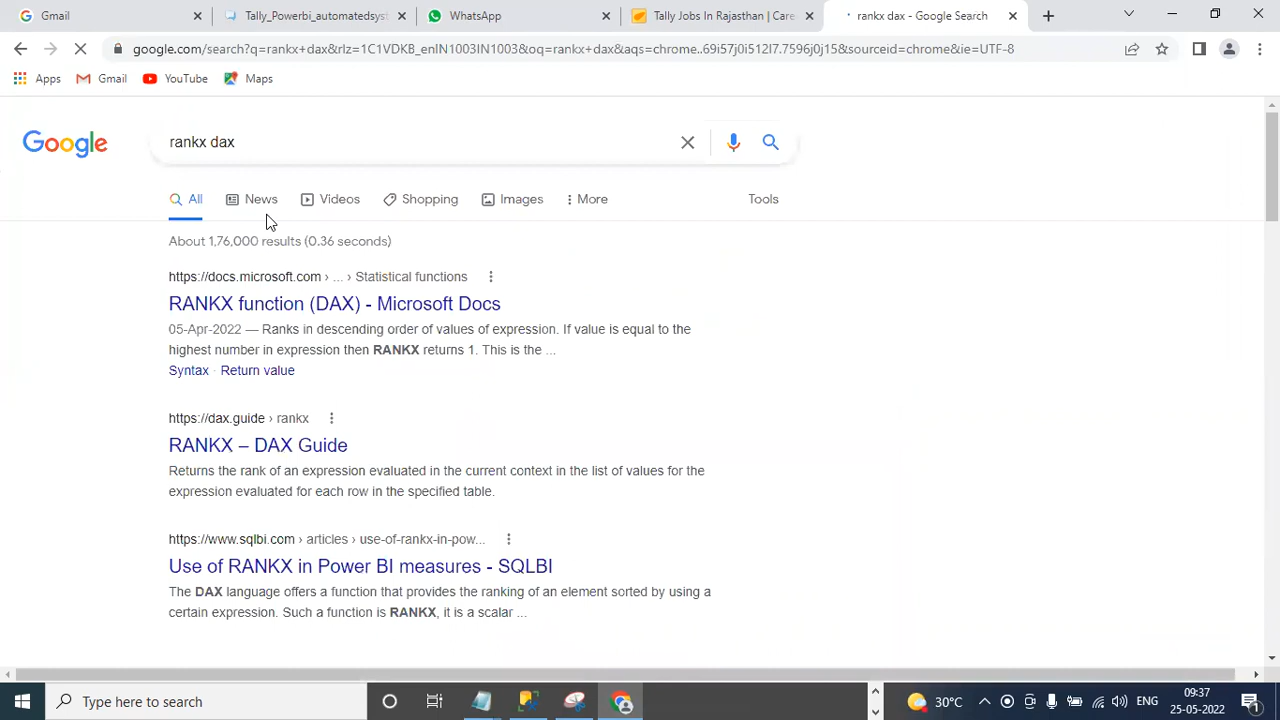 Gmail
Tally_Powerbi_automatedsys
WhatsApp
Tally Jobs In Rajasthan | Care
rankx dax - Google Search
google.com/search?q=rankx+dax&rlz=1C1VDKB_enIN1003IN1003&oq=rankx+dax&aqs=chrome..69i57j0i512l7.7596j0j15&sourceid=chrome&ie=UTF-8
Apps Gmail YouTube Maps
Google
rankx dax
All News Videos Shopping Images More Tools
About 1,76,000 results (0.36 seconds)
https://docs.microsoft.com › ... › Statistical functions
RANKX function (DAX) - Microsoft Docs
05-Apr-2022 — Ranks in descending order of values of expression. If value is equal to the
highest number in expression then RANKX returns 1. This is the ...
Syntax · Return value
https://dax.guide › rankx
RANKX – DAX Guide
Returns the rank of an expression evaluated in the current context in the list of values for the
expression evaluated for each row in the specified table.
https://www.sqlbi.com › articles › use-of-rankx-in-pow...
Use of RANKX in Power BI measures - SQLBI
The DAX language offers a function that provides the ranking of an element sorted by using a
certain expression. Such a function is RANKX, it is a scalar ...
Type here to search
30°C
ENG
09:37
25-05-2022
1